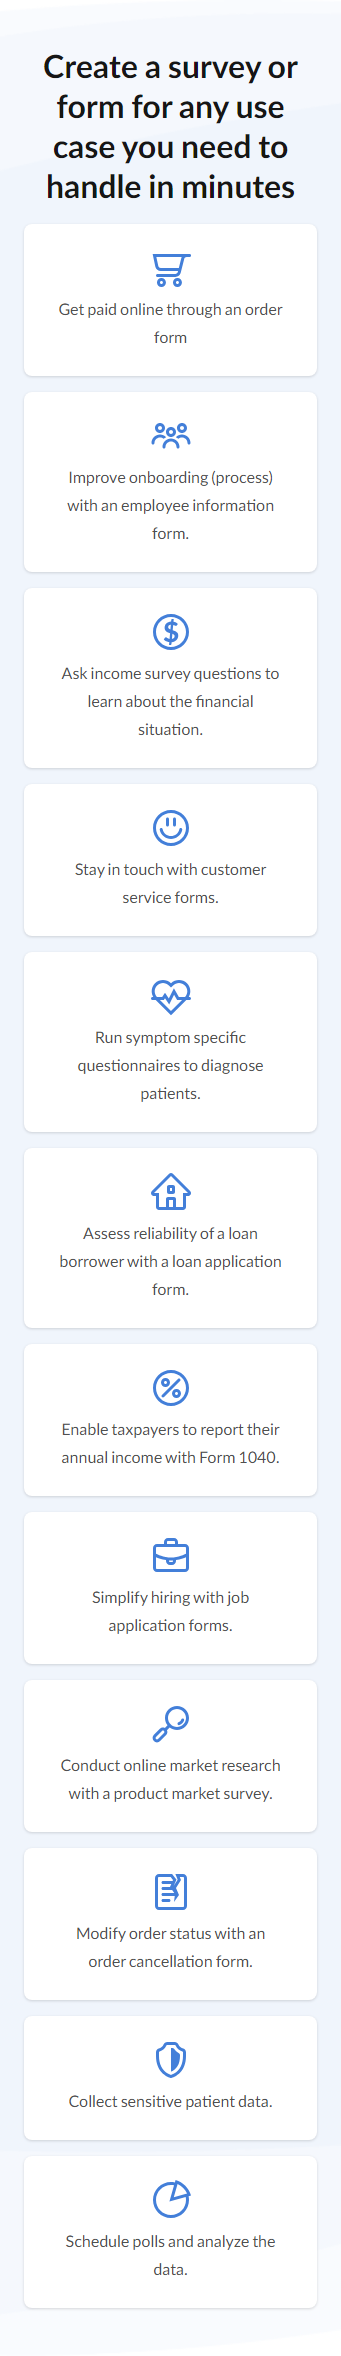 Create a survey or
form for any use
case you need to
handle in minutes
Get paid online through an order
form
Improve onboarding (process)
with an employee information
form.
Ask income survey questions to
learn about the financial
situation.
Stay in touch with customer
service forms.
Run symptom specific
questionnaires to diagnose
patients.
Assess reliability of a loan
borrower with a loan application
form.
Enable taxpayers to report their
annual income with Form 1040.
Simplify hiring with job
application forms.
Conduct online market research
with a product market survey.
Modify order status with an
order cancellation form.
Collect sensitive patient data.
Schedule polls and analyze the
data.